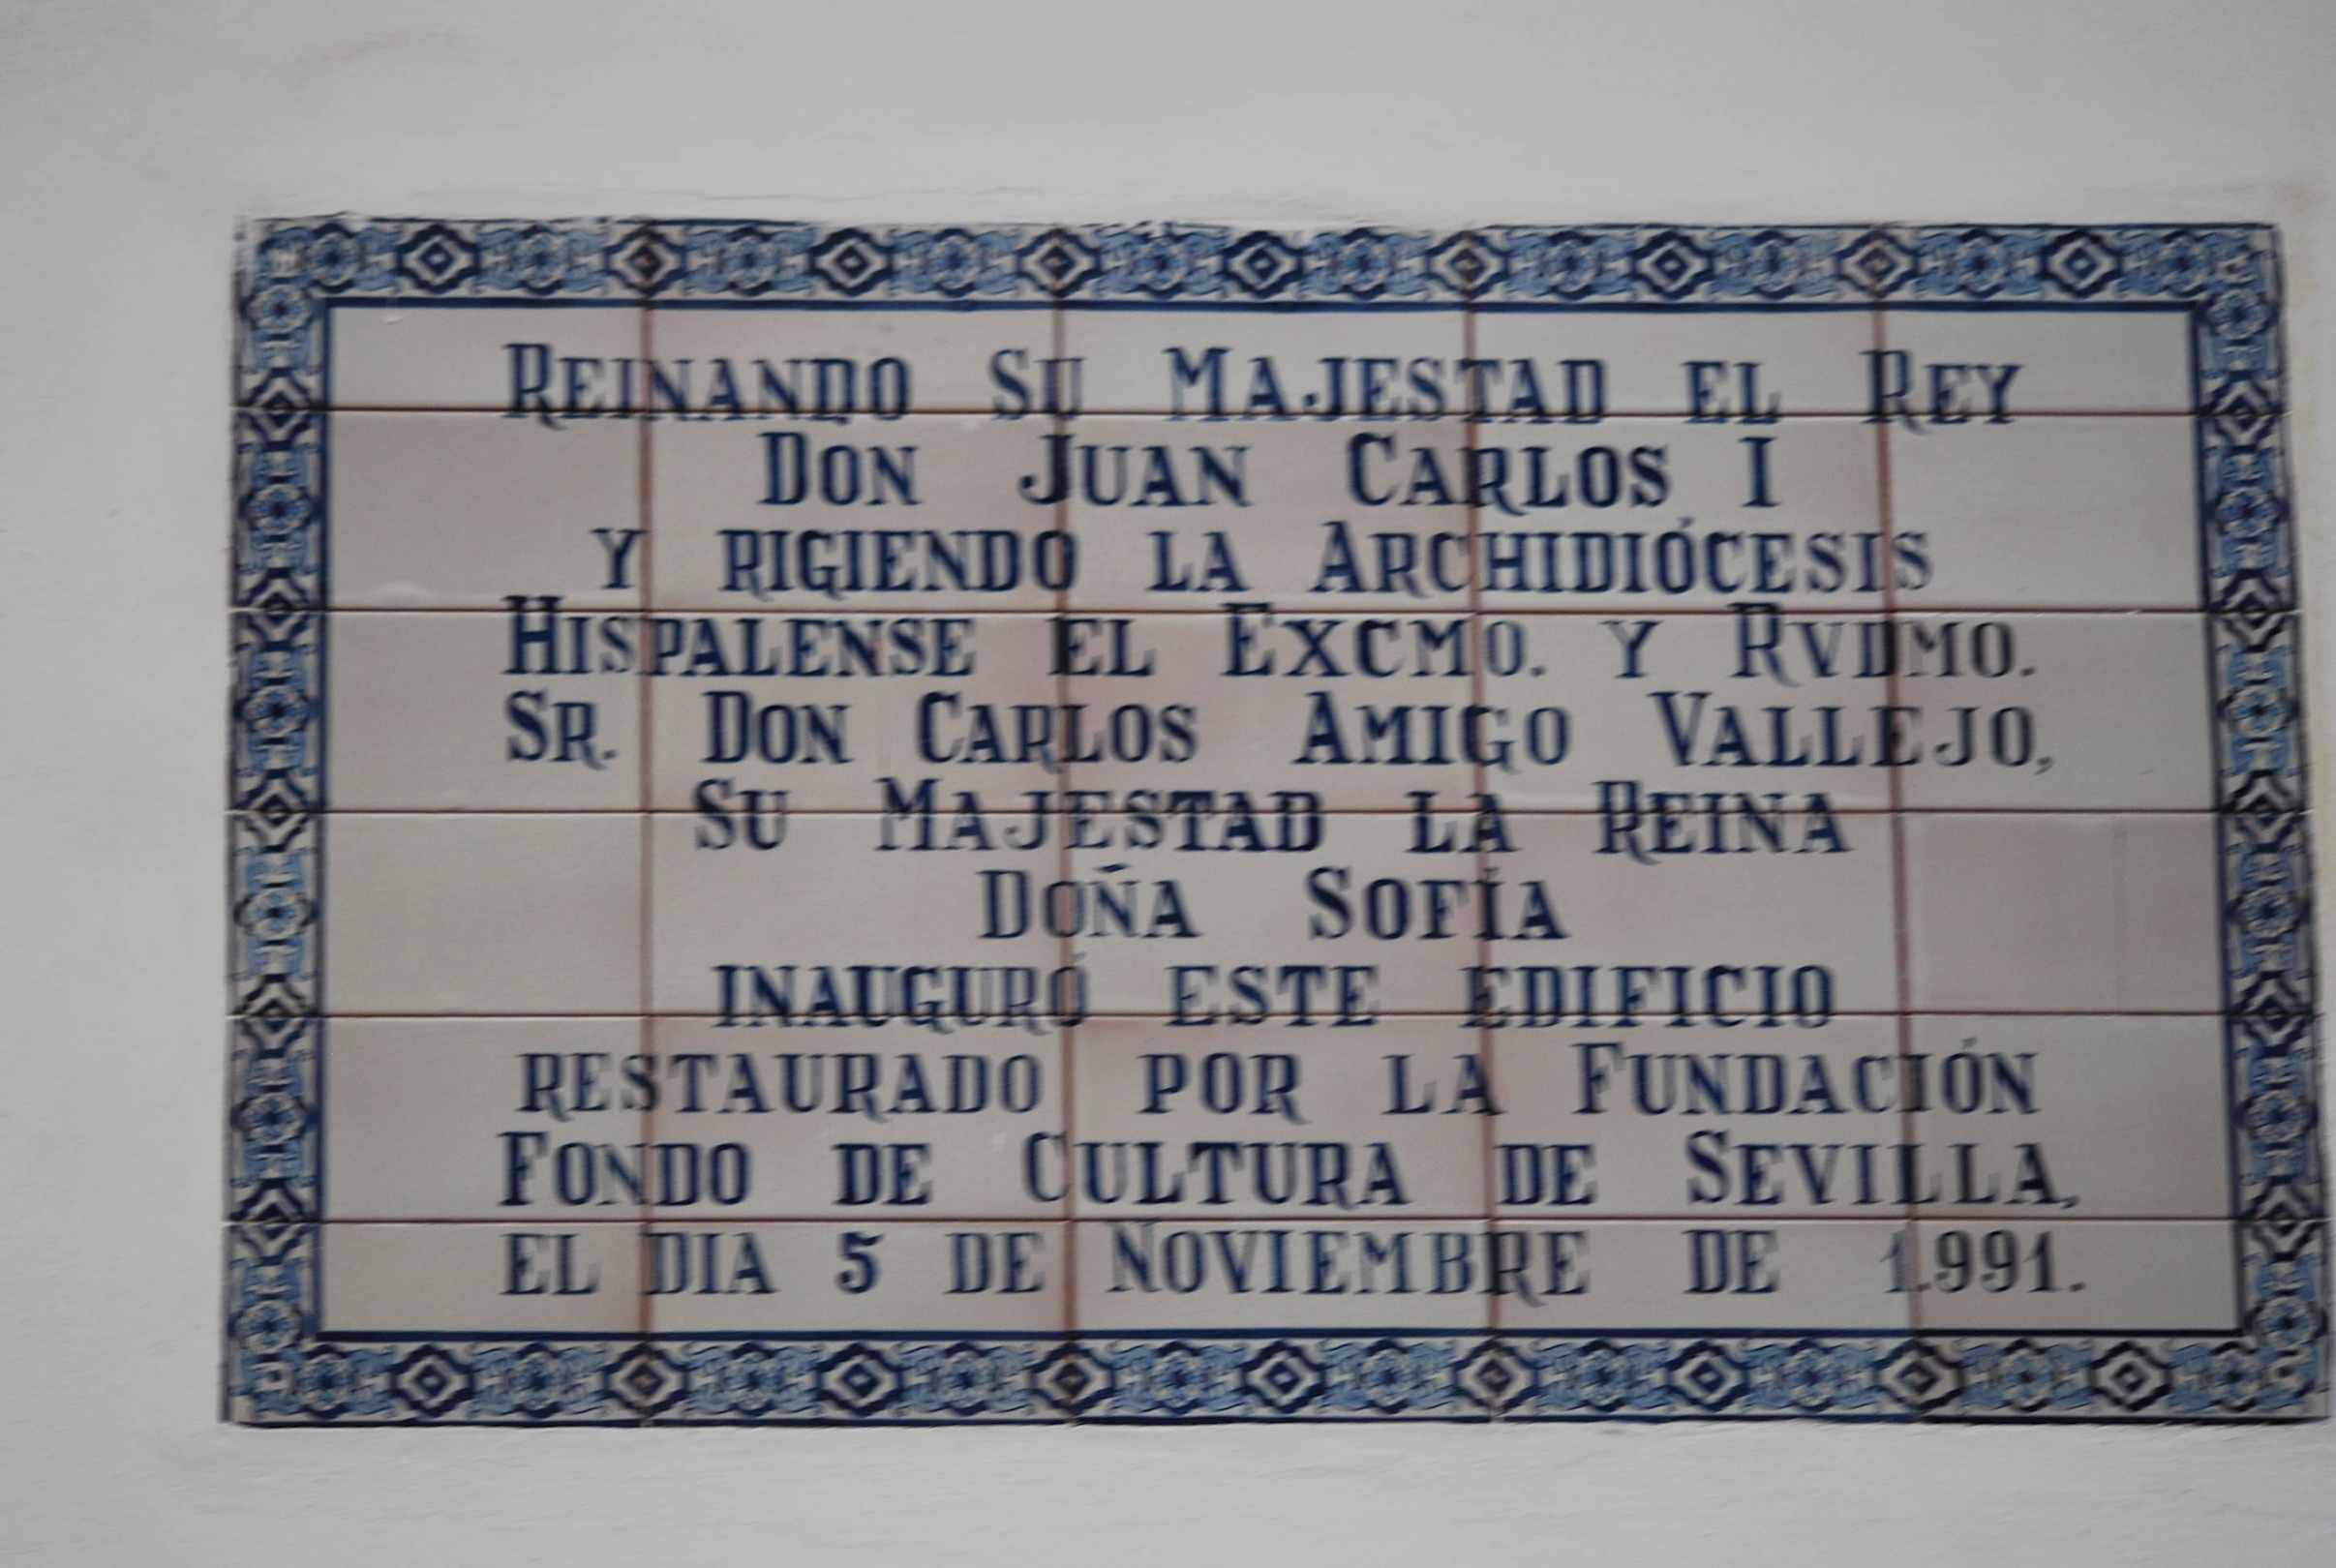 REINANDO SU MAJESTAD EL REY
DON JUAN CARLOS I
Y RIGIENDO LA ARCHIDIÓCESIS
HISPALENSE EL EXCMO. Y RVDMO.
SR. DON CARLOS AMIGO VALLEJO,
SU MAJESTAD LA REINA
DOÑA SOFÍA
INAUGURÓ ESTE EDIFICIO
RESTAURADO POR LA FUNDACIÓN
FONDO DE CULTURA DE SEVILLA,
EL DIA 5 DE NOVIEMBRE DE 1.991.